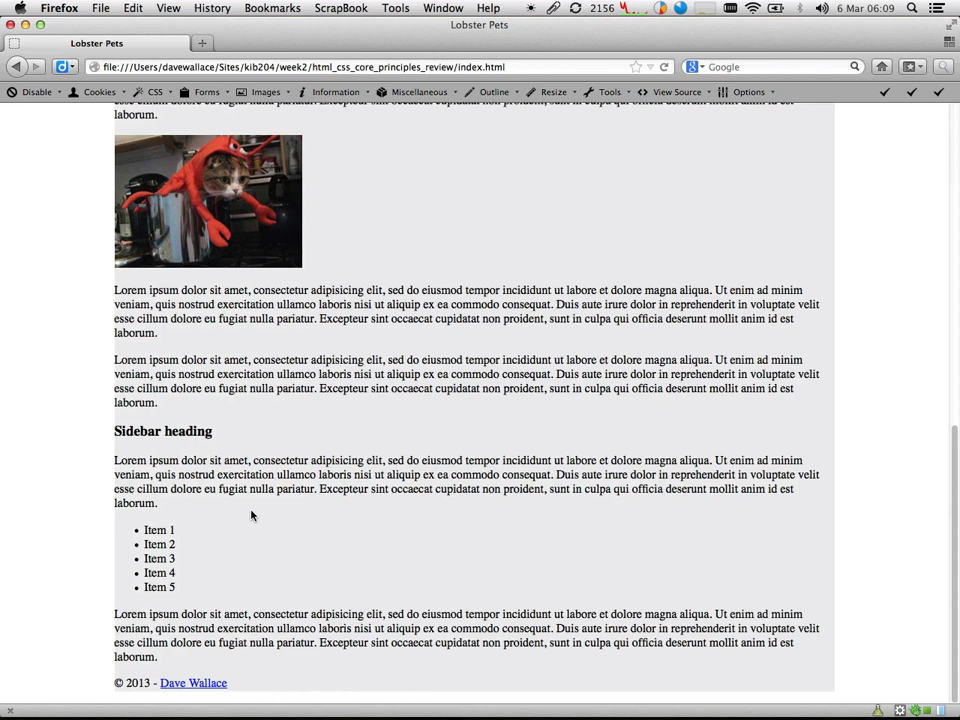 Firefox File Edit View History Bookmarks ScrapBook Tools Window Help 2156 6 Mar 06:09
Lobster Pets
Lobster Pets
file:///Users/davewallace/Sites/kib204/week2/html_css_core_principles_review/index.html Google
Disable Cookies CSS Forms Images Information Miscellaneous Outline Resize Tools View Source Options
esse cillum dolore eu fugiat nulla pariatur. Excepteur sint occaecat cupidatat non proident, sunt in culpa qui officia deserunt mollit anim id est
laborum.
Lorem ipsum dolor sit amet, consectetur adipisicing elit, sed do eiusmod tempor incididunt ut labore et dolore magna aliqua. Ut enim ad minim
veniam, quis nostrud exercitation ullamco laboris nisi ut aliquip ex ea commodo consequat. Duis aute irure dolor in reprehenderit in voluptate velit
esse cillum dolore eu fugiat nulla pariatur. Excepteur sint occaecat cupidatat non proident, sunt in culpa qui officia deserunt mollit anim id est
laborum.
Lorem ipsum dolor sit amet, consectetur adipisicing elit, sed do eiusmod tempor incididunt ut labore et dolore magna aliqua. Ut enim ad minim
veniam, quis nostrud exercitation ullamco laboris nisi ut aliquip ex ea commodo consequat. Duis aute irure dolor in reprehenderit in voluptate velit
esse cillum dolore eu fugiat nulla pariatur. Excepteur sint occaecat cupidatat non proident, sunt in culpa qui officia deserunt mollit anim id est
laborum.
Sidebar heading
Lorem ipsum dolor sit amet, consectetur adipisicing elit, sed do eiusmod tempor incididunt ut labore et dolore magna aliqua. Ut enim ad minim
veniam, quis nostrud exercitation ullamco laboris nisi ut aliquip ex ea commodo consequat. Duis aute irure dolor in reprehenderit in voluptate velit
esse cillum dolore eu fugiat nulla pariatur. Excepteur sint occaecat cupidatat non proident, sunt in culpa qui officia deserunt mollit anim id est
laborum.
• Item 1
• Item 2
• Item 3
• Item 4
• Item 5
Lorem ipsum dolor sit amet, consectetur adipisicing elit, sed do eiusmod tempor incididunt ut labore et dolore magna aliqua. Ut enim ad minim
veniam, quis nostrud exercitation ullamco laboris nisi ut aliquip ex ea commodo consequat. Duis aute irure dolor in reprehenderit in voluptate velit
esse cillum dolore eu fugiat nulla pariatur. Excepteur sint occaecat cupidatat non proident, sunt in culpa qui officia deserunt mollit anim id est
laborum.
© 2013 - Dave Wallace